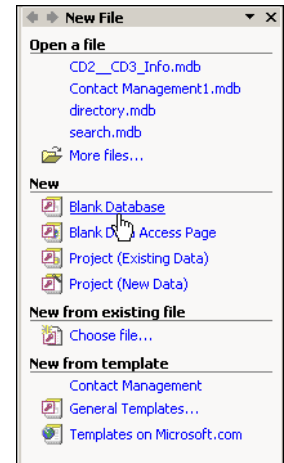 New File
Open a file
CD2__CD3_Info.mdb
Contact Management1.mdb
directory.mdb
search.mdb
More files...
New
Blank Database
Blank D Access Page
Project (Existing Data)
Project (New Data)
New from existing file
Choose file...
New from template
Contact Management
General Templates...
Templates on Microsoft.com